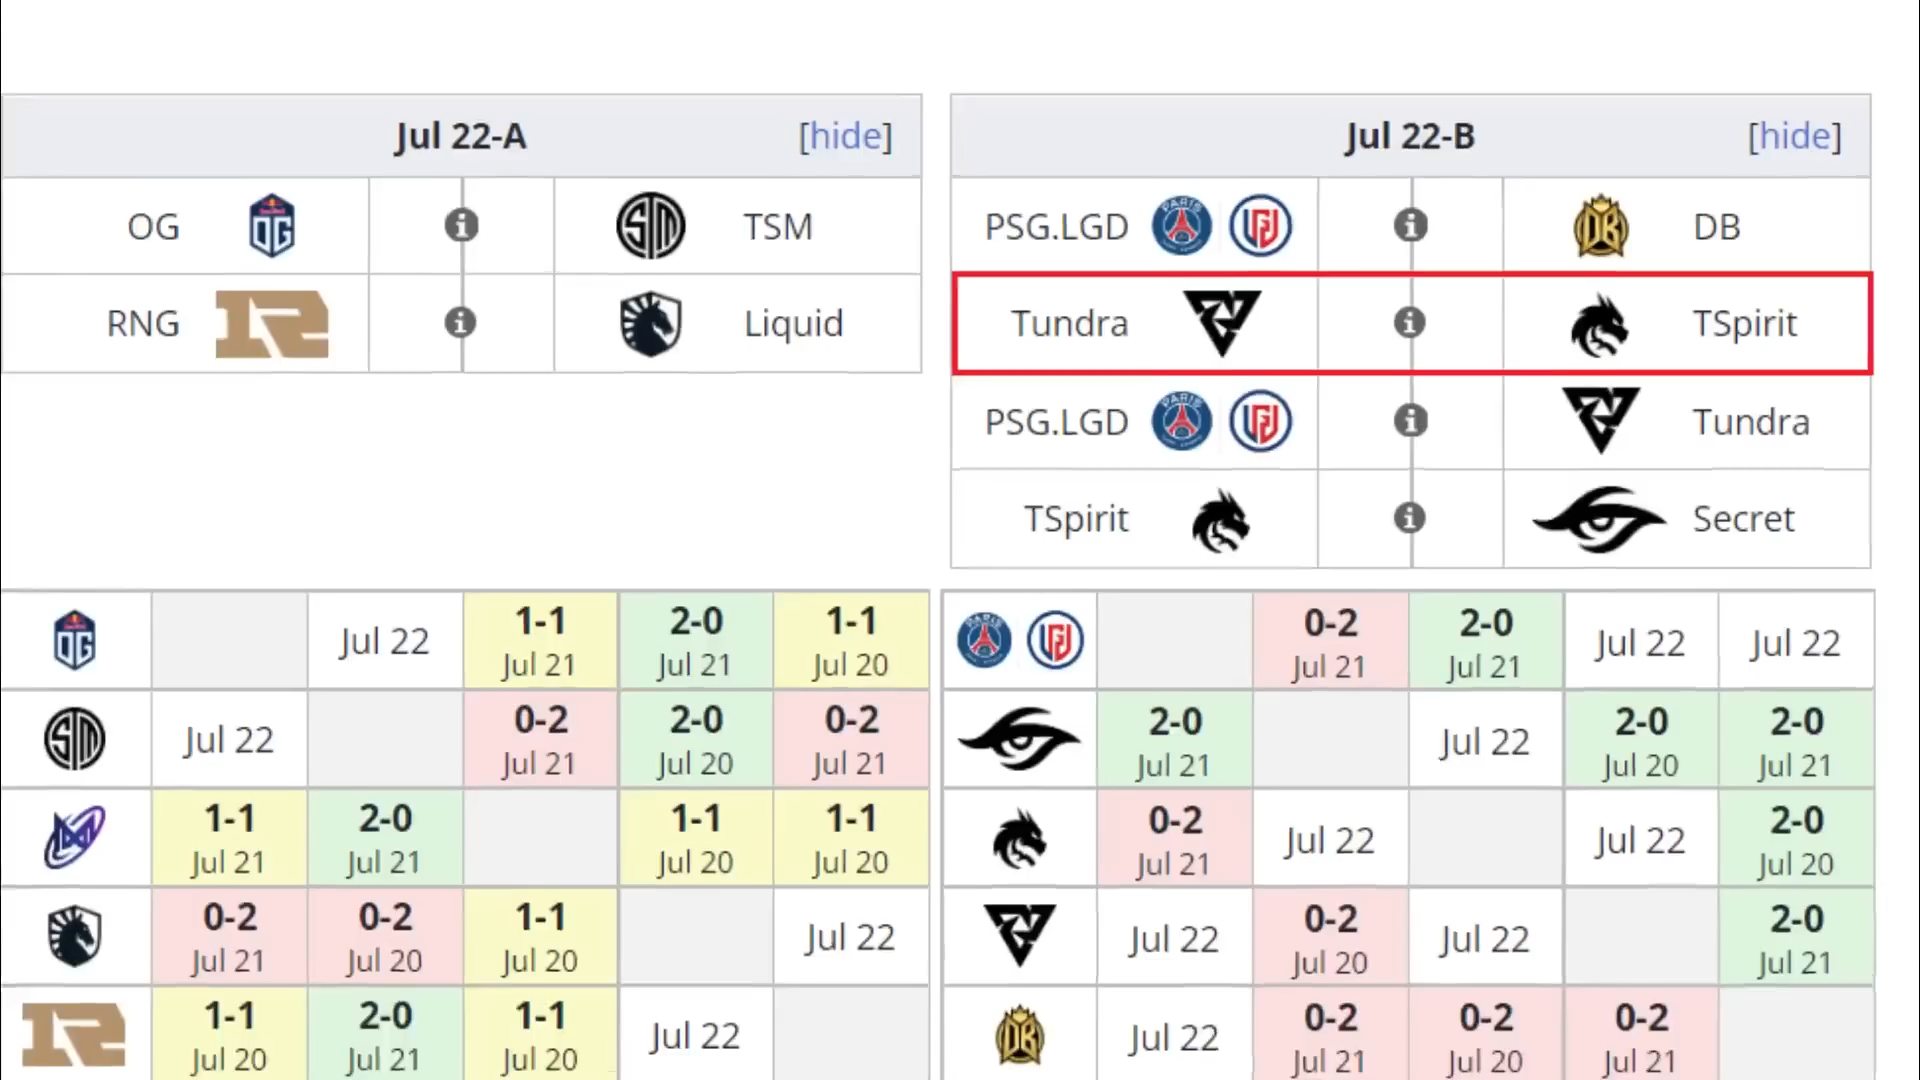 Jul 22-A [hide]
OG TSM
RNG Liquid
Jul 22-B [hide]
PSG.LGD DB
Tundra TSpirit
PSG.LGD Tundra
TSpirit Secret
Jul 22 1-1 2-0 1-1
Jul 21 Jul 21 Jul 20
Jul 22 0-2 2-0 0-2
Jul 21 Jul 20 Jul 21
1-1 2-0 1-1 1-1
Jul 21 Jul 21 Jul 20 Jul 20
0-2 0-2 1-1 Jul 22
Jul 21 Jul 20 Jul 20
1-1 2-0 1-1 Jul 22
Jul 20 Jul 21 Jul 20
0-2 2-0 Jul 22 Jul 22
Jul 21 Jul 21
2-0 Jul 22 2-0 2-0
Jul 21 Jul 20 Jul 21
0-2 Jul 22 Jul 22 2-0
Jul 21 Jul 20
Jul 22 0-2 Jul 22 2-0
Jul 20 Jul 21
Jul 22 0-2 0-2 0-2
Jul 21 Jul 20 Jul 21